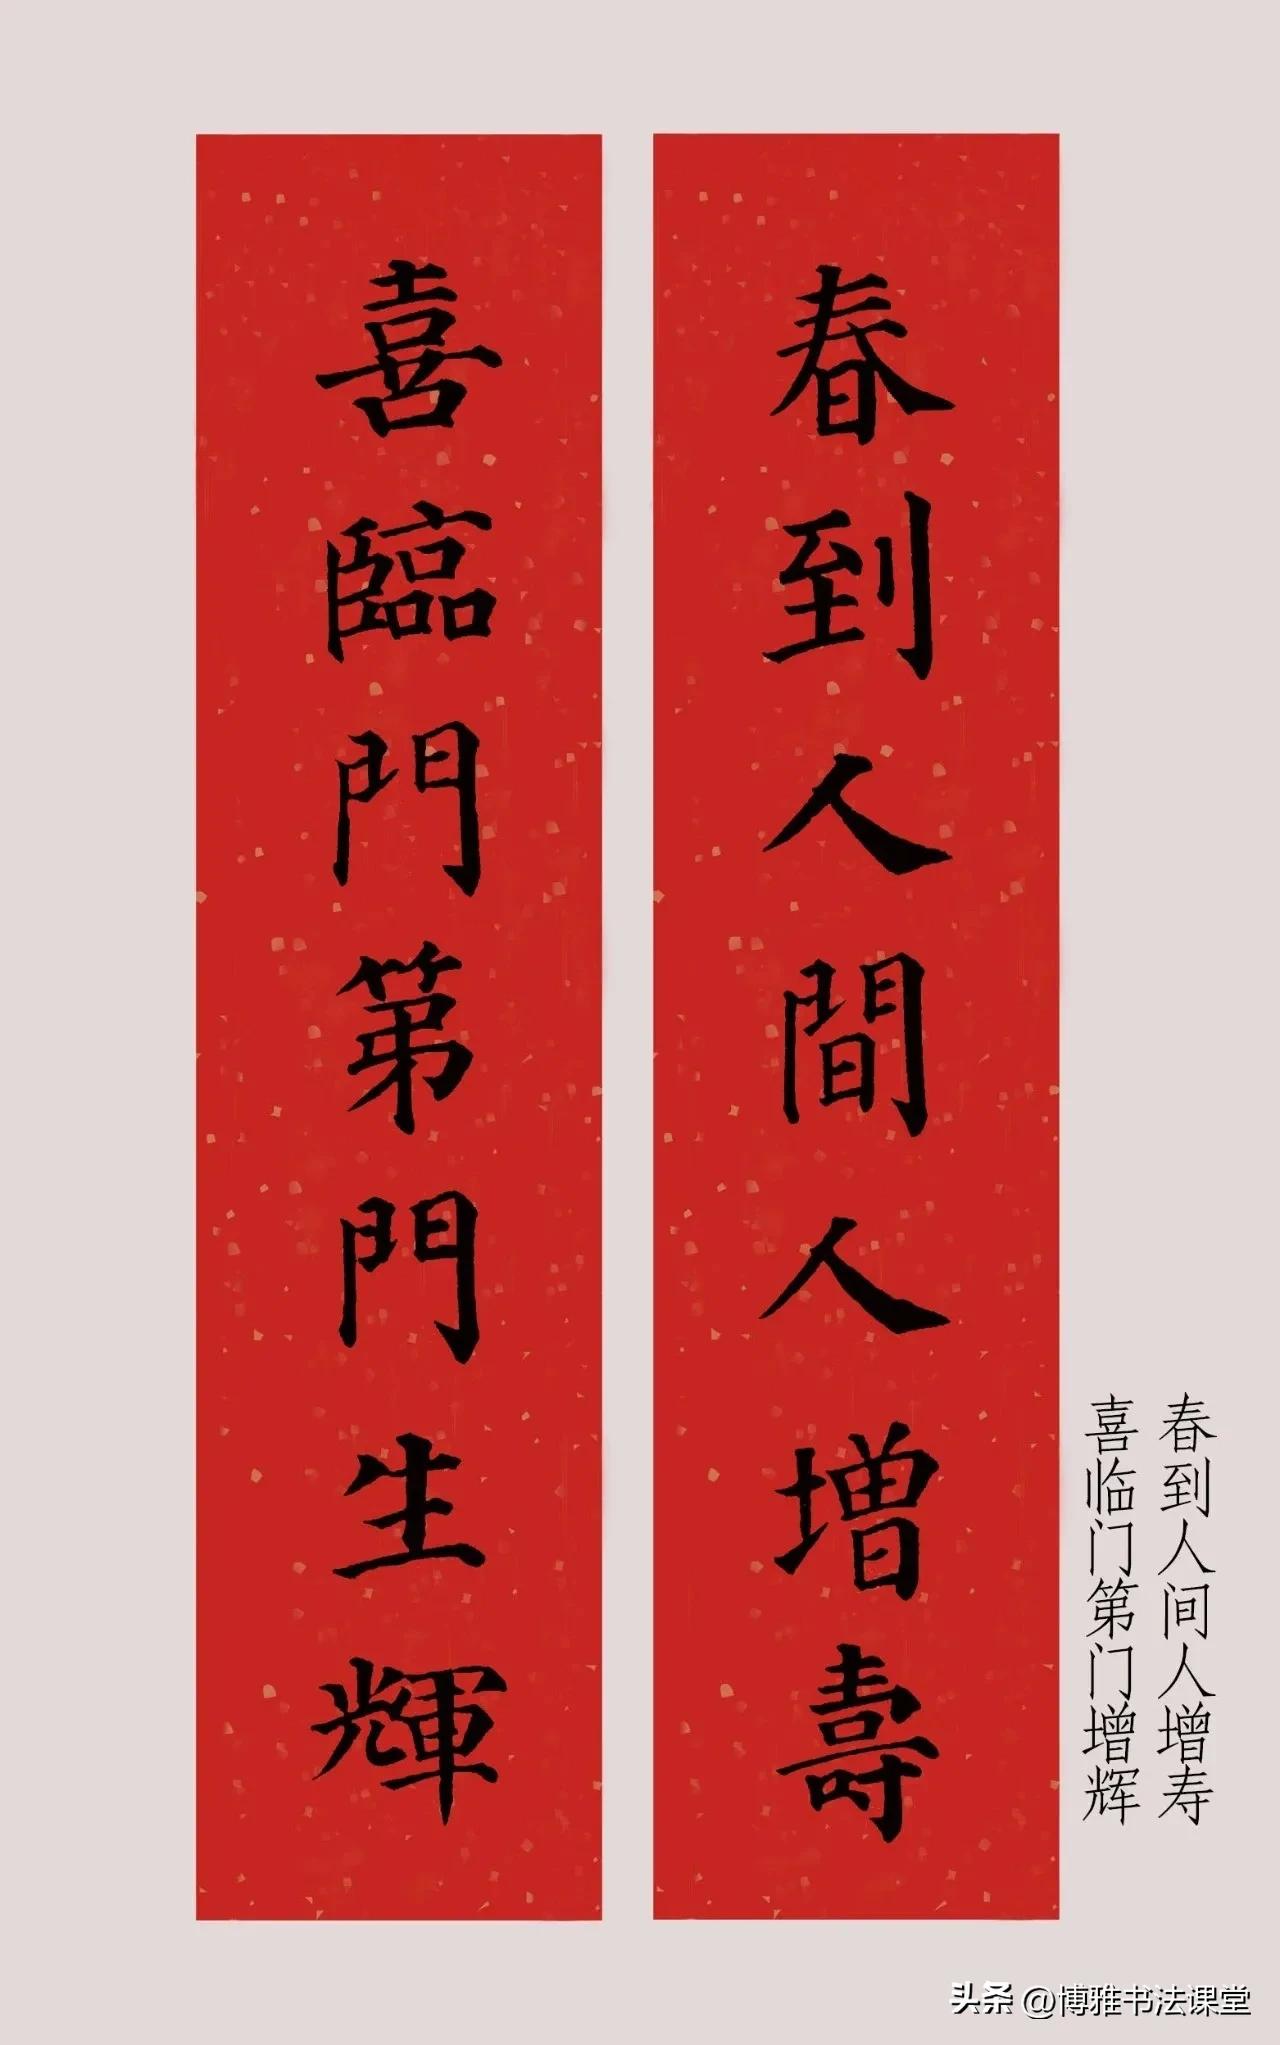 春到人間人增壽
喜臨門第門生輝
春到人间人增寿
喜临门第门增辉
头条 @博雅书法课堂